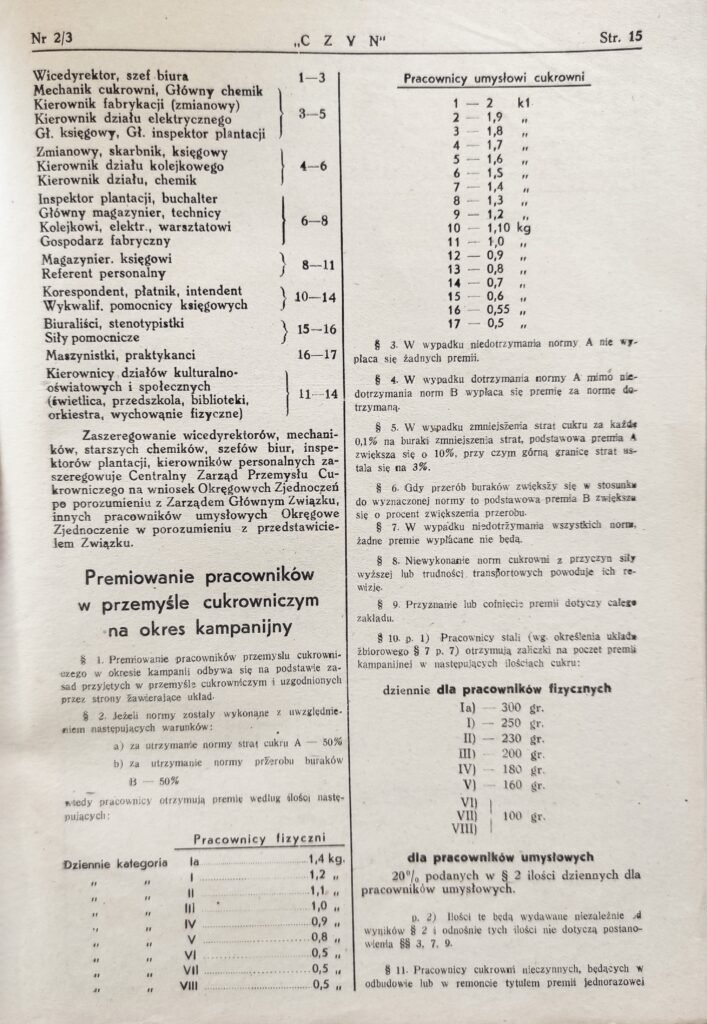 Nr 2/3
„C Z Y N"
Str. 15
Wicedyrektor, szef biura 1—3
Mechanik cukrowni, Główny chemik
Kierownik fabrykacji (zmianowy)
Kierownik działu elektrycznego 3—5
Gł. księgowy, Gł. inspektor plantacji
Zmianowy, skarbnik, księgowy
Kierownik działu kolejkowego 4—6
Kierownik działu, chemik
Inspektor plantacji, buchalter
Główny magazynier, technicy
Kolejkowi, elektr., warsztatowi 6—8
Gospodarz fabryczny
Magazynier. księgowi
Referent personalny 8—11
Korespondent, płatnik, intendent
Wykwalif. pomocnicy księgowych 10—14
Biuraliści, stenotypistki
Siły pomocnicze 15—16
Maszynistki, praktykanci 16—17
Kierownicy działów kulturalno-
oświatowych i społecznych
(świetlica, przedszkola, biblioteki, 11—14
orkiestra, wychowąnie fizyczne)
Zaszeregowanie wicedyrektorów, mechani-
ków, starszych chemików, szefów biur, inspe-
ktorów plantacji, kierowników personalnych za-
szeregowuje Centralny Zarząd Przemysłu Cu-
krowniczego na wniosek Okręgowych Zjednoczeń
po porozumieniu z Zarządem Głównym Związku,
innych pracowników umysłowych Okręgowe
Zjednoczenie w porozumieniu z przedstawicie-
lem Związku.
Premiowanie pracowników
w przemyśle cukrowniczym
na okres kampanijny
§ 1. Premiowanie pracowników przemysłu cukrowni-
czego w okresie kampanii odbywa się na podstawie za-
sad przyjętych w przemyśle cukrowniczym i uzgodnionych
przez strony zawierające układ.
§ 2. Jeżeli normy zostały wykonane z uwzględnie-
niem następujących warunków:
a) za utrzymanie normy strat cukru A — 50%
b) za utrzymanie normy przerobu buraków
B — 50%
wtedy pracownicy otrzymują premię według ilości nastę-
pujących:
Pracownicy fizyczni
Dziennie kategoria Ia 1,4 kg.
„ „ I 1,2 „
„ „ II 1,1 „
„ „ III 1,0 „
„ „ IV 0,9 „
„ „ V 0,8 „
„ „ VI 0,5 „
„ „ VII 0,5 „
„ „ VIII 0,5 „
Pracownicy umysłowi cukrowni
1 — 2 k1
2 — 1,9 „
3 — 1,8 „
4 — 1,7 „
5 — 1,6 „
6 — 1,5 „
7 — 1,4 „
8 — 1,3 „
9 — 1,2 „
10 — 1,10 kg
11 — 1,0 „
12 — 0,9 „
13 — 0,8 „
14 — 0,7 „
15 — 0,6 „
16 — 0,55 „
17 — 0,5 „
§ 3. W wypadku niedotrzymania normy A nie wy-
płaca się żadnych premii.
§ 4. W wypadku dotrzymania normy A mimo nie-
dotrzymania norm B wypłaca się premię za normę do-
trzymaną.
§ 5. W wypadku zmniejszenia strat cukru za każde
0,1% na buraki zmniejszenia strat, podstawowa premia A
zwiększa się o 10%, przy czym górną granicę strat us-
tala się na 3%.
§ 6. Gdy przerób buraków zwiększy się w stosunku
do wyznaczonej normy to podstawowa premia B zwiększa
się o procent zwiększenia przerobu.
§ 7. W wypadku niedotrzymania wszystkich norm,
żadne premie wypłacane nie będą.
§ 8. Niewykonanie norm cukrowni z przyczyn siły
wyższej lub trudności transportowych powoduje ich re-
wizję.
§ 9. Przyznanie lub cofnięcie premii dotyczy całego
zakładu.
§ 10. p. 1) Pracownicy stali (wg. określenia układu
zbiorowego § 7 p. 7) otrzymują zaliczki na poczet premii
kampanijnej w następujących ilościach cukru:
dziennie dla pracowników fizycznych
Ia) — 300 gr.
I) — 250 gr.
II) — 230 gr.
III) — 200 gr.
IV) — 180 gr.
V) — 160 gr.
VI)
VII) 100 gr.
VIII)
dla pracowników umysłowych
20% podanych w § 2 ilości dziennych dla
pracowników umysłowych.
p. 2) Ilości te będą wydawane niezależnie od
wyników § 2 i odnośnie tych ilości nie dotyczą postano-
wienia §§ 3, 7, 9.
§ 11. Pracownicy cukrowni nieczynnych, będących w
odbudowie lub w remoncie tytułem premii jednorazowej